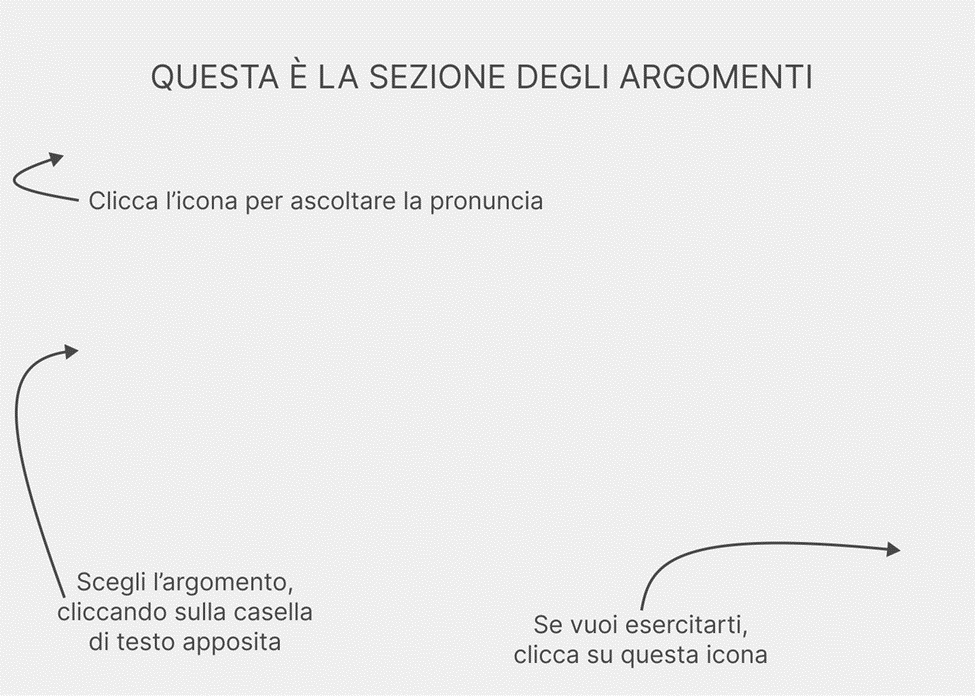 QUESTA È LA SEZIONE DEGLI ARGOMENTI
Clicca l’icona per ascoltare la pronuncia
Scegli l’argomento,
cliccando sulla casella
di testo apposita
Se vuoi esercitarti,
clicca su questa icona